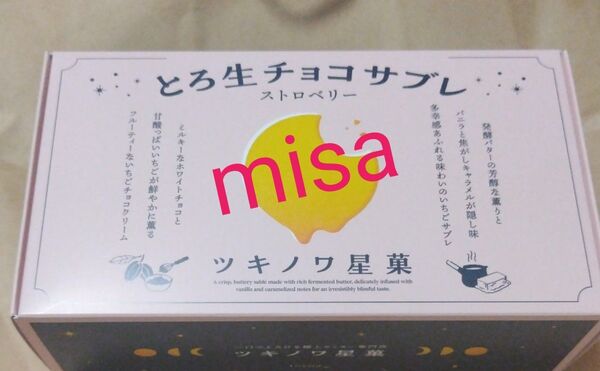 とろ生チョコサブレ
ストロベリー
発酵バターの芳醇な薫りと
バニラと焦がしキャラメルが隠し味
多幸感あふれる味わいのいちごサブレ
misa
ミルキーなホワイトチョコと
甘酸っぱいいちごが鮮やかに薫る
フルーティーないちごチョコクリーム
ツキノワ星菓
A crisp, buttery sablé made with rich fermented butter, delicately infused with
vanilla and caramelized notes for an irresistibly blissful taste.
ツキノワ星菓